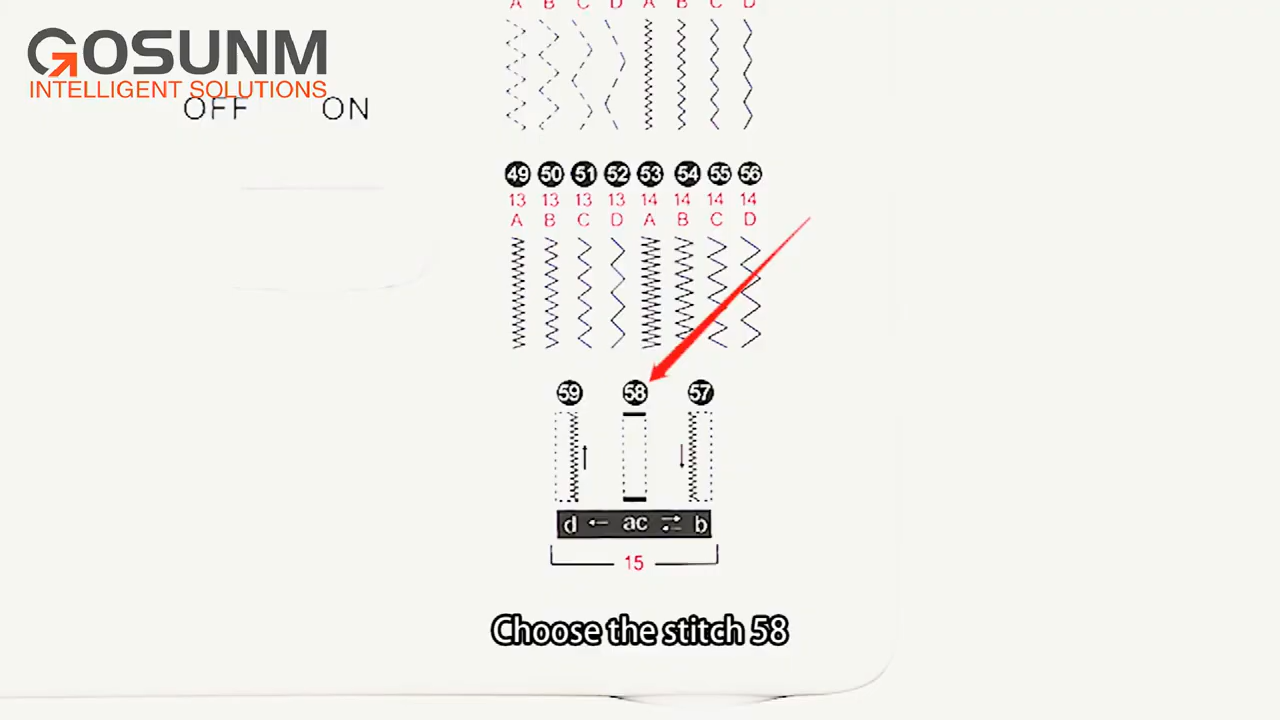 GOSUNM
INTELLIGENT SOLUTIONS
OFF ON
A B C D A B C D
49 50 51 52 53 54 55 56
13 13 13 13 14 14 14 14
A B C D A B C D
59 58 57
d ac b
15
Choose the stitch 58